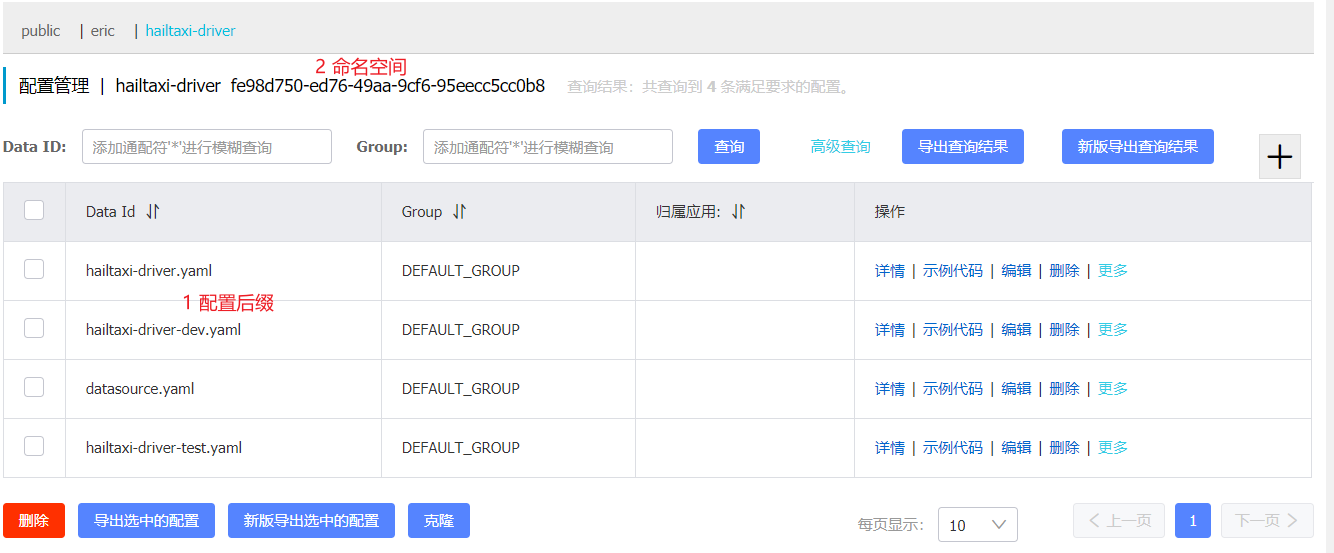 public | eric | hailtaxi-driver
2 命名空间
配置管理 | hailtaxi-driver fe98d750-ed76-49aa-9cf6-95eecc5cc0b8 查询结果：共查询到 4 条满足要求的配置。
Data ID: 添加通配符'*'进行模糊查询 Group: 添加通配符'*'进行模糊查询 查询 高级查询 导出查询结果 新版导出查询结果 +
Data Id Group 归属应用: 操作
hailtaxi-driver.yaml DEFAULT_GROUP 详情 | 示例代码 | 编辑 | 删除 | 更多
1 配置后缀
hailtaxi-driver-dev.yaml DEFAULT_GROUP 详情 | 示例代码 | 编辑 | 删除 | 更多
datasource.yaml DEFAULT_GROUP 详情 | 示例代码 | 编辑 | 删除 | 更多
hailtaxi-driver-test.yaml DEFAULT_GROUP 详情 | 示例代码 | 编辑 | 删除 | 更多
删除 导出选中的配置 新版导出选中的配置 克隆 每页显示: 10 上一页 1 下一页